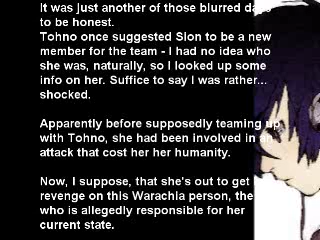 It was just another of those blurred days
to be honest.
Tohno once suggested Sion to be a new
member for the team - I had no idea who
she was, naturally, so I looked up some
info on her. Suffice to say I was rather...
shocked.
Apparently before supposedly teaming up
with Tohno, she had been involved in an
attack that cost her her humanity.
Now, I suppose, that she's out to get
revenge on this Warachia person, the
who is allegedly responsible for her
current state.